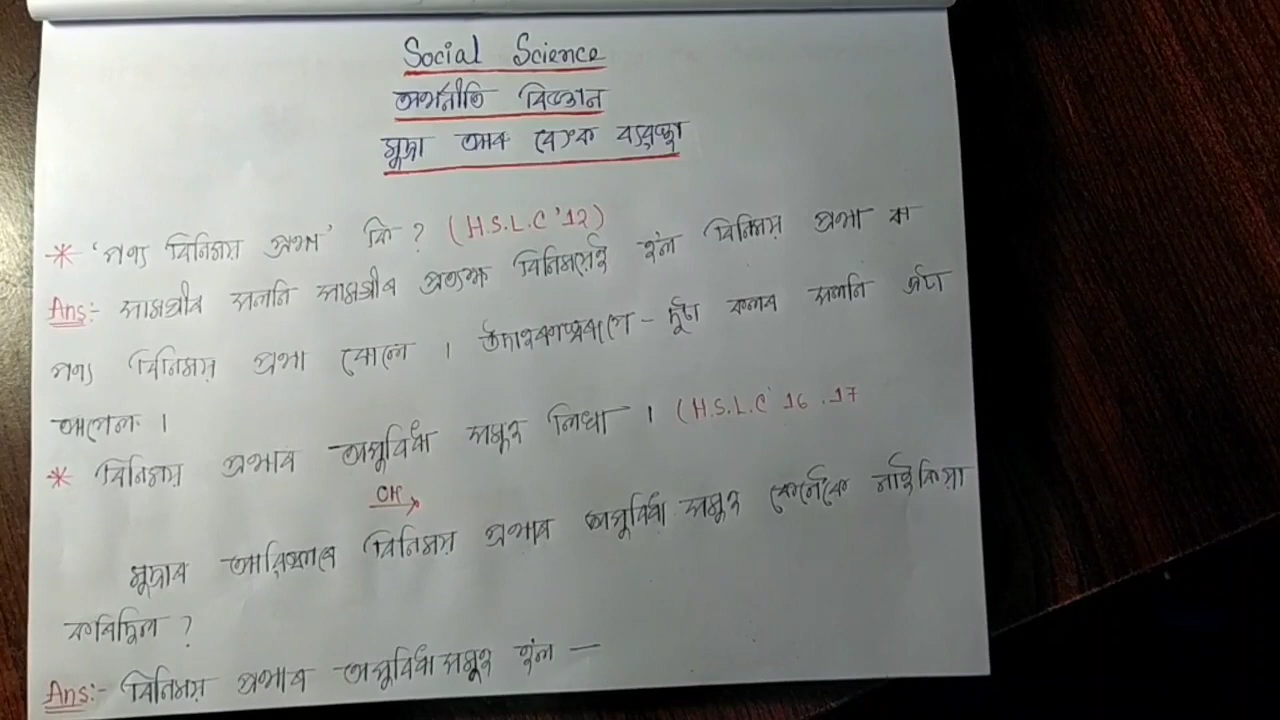 Social Science
অৰ্থনীতি বিজ্ঞান
মুদ্ৰা আৰু বেংক ব্যৱস্থা
* 'পণ্য বিনিময় প্ৰথা' কি ? (H.S.L.C '12)
Ans:- সামগ্ৰীৰ সলনি সামগ্ৰীৰ প্ৰত্যক্ষ বিনিময়েই হ'ল বিনিময় প্ৰথা বা
পণ্য বিনিময় প্ৰথা বোলে । উদাহৰণস্বৰূপে - দুটা কলৰ সলনি এটা
আপেল ।
* বিনিময় প্ৰথাৰ অসুবিধা সমূহ লিখা । (H.S.L.C' 16 . 17
OR
মুদ্ৰাৰ আৱিষ্কাৰে বিনিময় প্ৰথাৰ অসুবিধা সমূহ কেনেকৈ নাইকিয়া
কৰিছিল ?
Ans:- বিনিময় প্ৰথাৰ অসুবিধা সমূহ হ'ল —